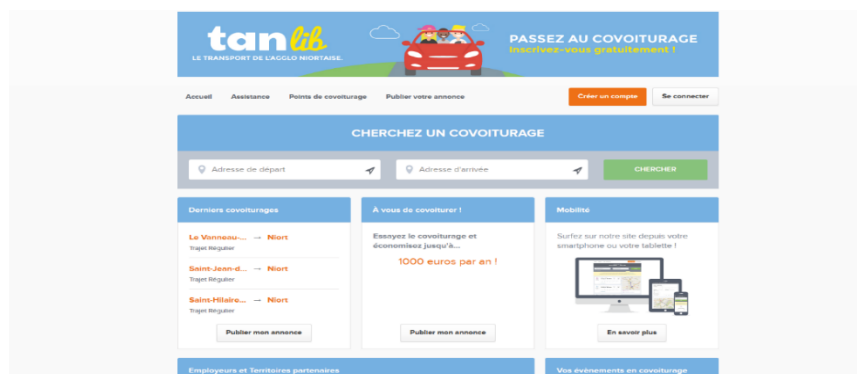 tanlib
LE TRANSPORT DE L'AGGLO NIORTAISE.
PASSEZ AU COVOITURAGE
Inscrivez-vous gratuitement !
Accueil
Assistance
Points de covoiturage
Publier votre annonce
Créer un compte
Se connecter
CHERCHEZ UN COVOITURAGE
Adresse de départ
Adresse d'arrivée
CHERCHER
Derniers covoiturages
Le Vanneau-... → Niort
Trajet Régulier
Saint-Jean-d... → Niort
Trajet Régulier
Saint-Hilaire... → Niort
Trajet Régulier
Publier mon annonce
À vous de covoiturer !
Essayez le covoiturage et
économisez jusqu'à...
1000 euros par an !
Publier mon annonce
Mobilité
Surfez sur notre site depuis votre
smartphone ou votre tablette !
En savoir plus
Employeurs et Territoires partenaires
Vos évènements en covoiturage